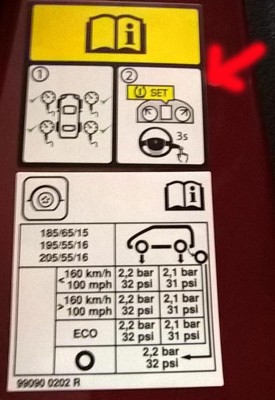 i
1
2
SET
3s
i
185/65/15
195/55/16
205/55/16
< 160 km/h 2,2 bar 2,1 bar
100 mph 32 psi 31 psi
> 160 km/h 2,2 bar 2,1 bar
100 mph 32 psi 31 psi
ECO 2,2 bar 2,1 bar
32 psi 31 psi
2,2 bar
32 psi
99090 0202 R